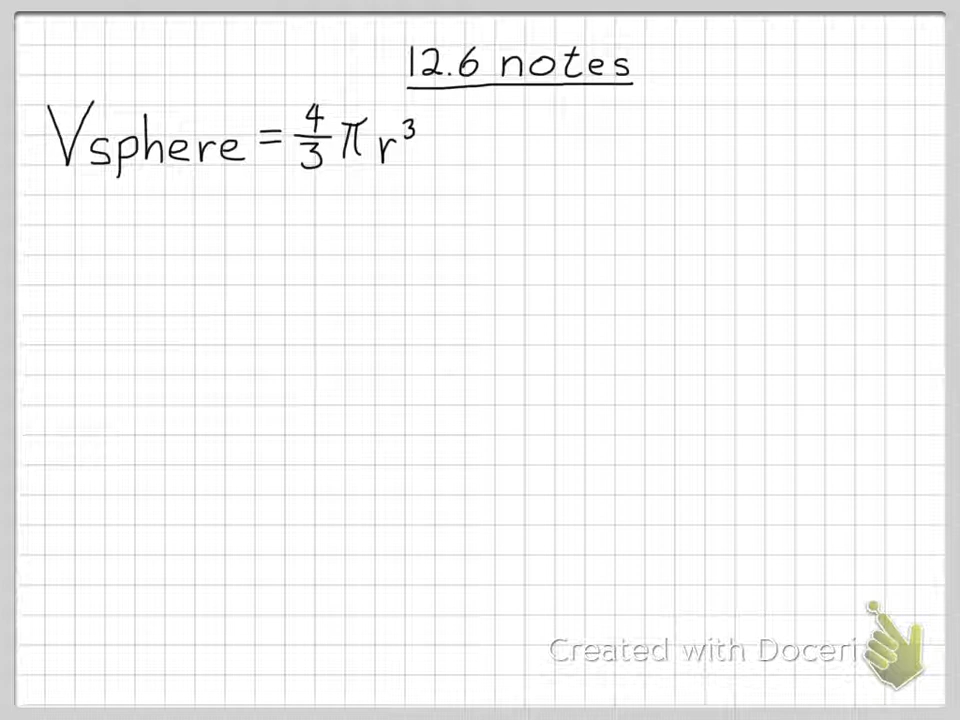 12.6 notes
Vsphere = 4/3 π r³
Created with Doceri